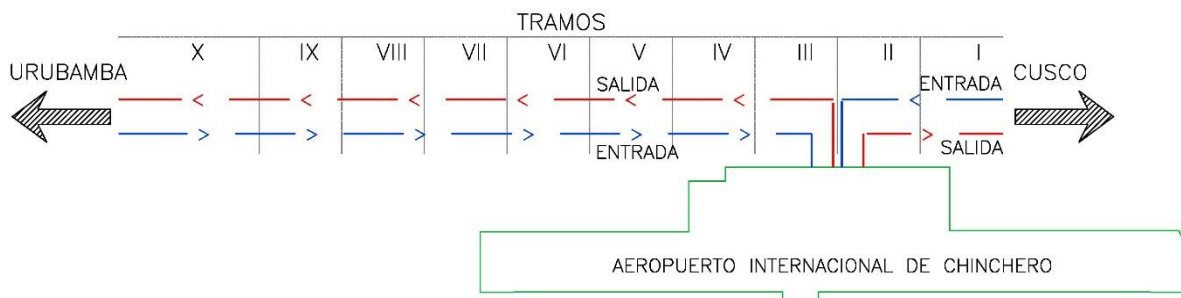 TRAMOS
X IX VIII VII VI V IV III II I
URUBAMBA SALIDA ENTRADA CUSCO
ENTRADA SALIDA
AEROPUERTO INTERNACIONAL DE CHINCHERO